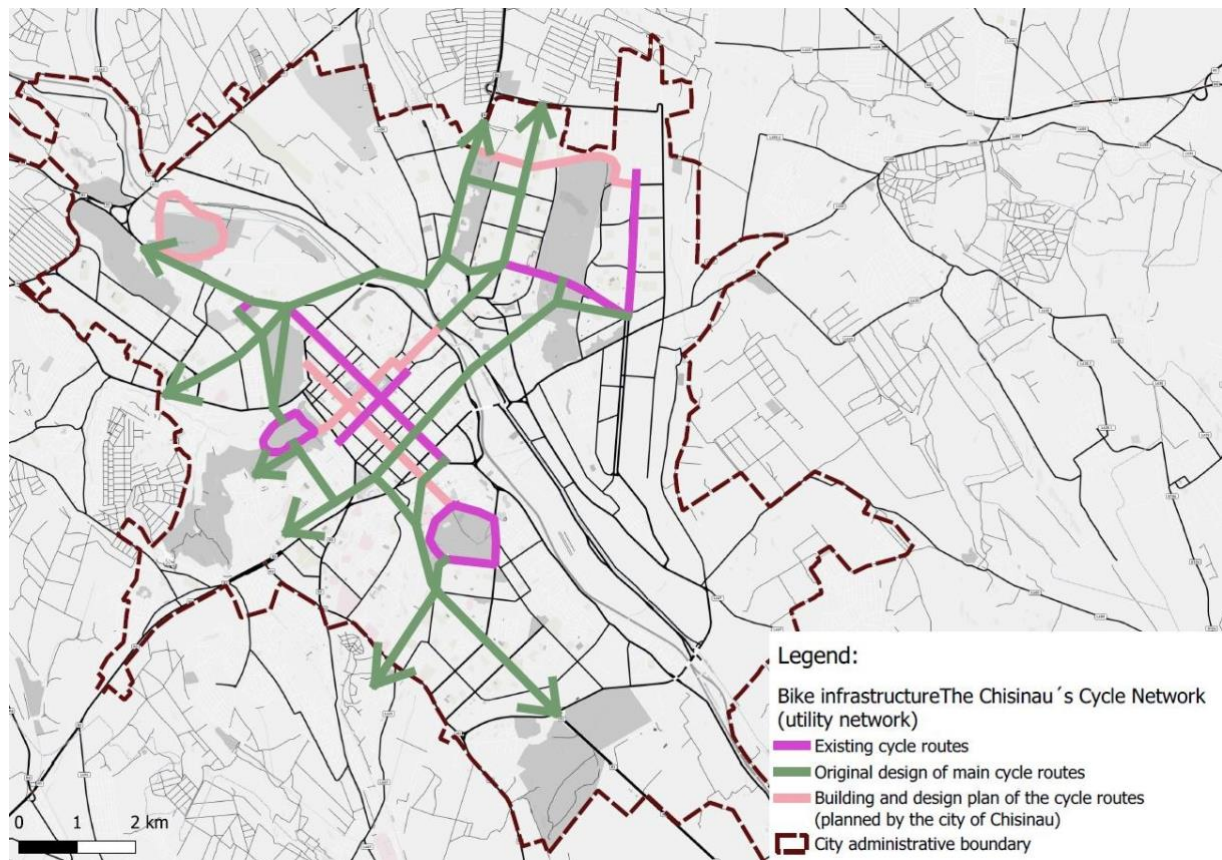 Legend:
Bike infrastructureThe Chisinau´s Cycle Network
(utility network)
Existing cycle routes
Original design of main cycle routes
Building and design plan of the cycle routes
(planned by the city of Chisinau)
City administrative boundary
0 1 2 km